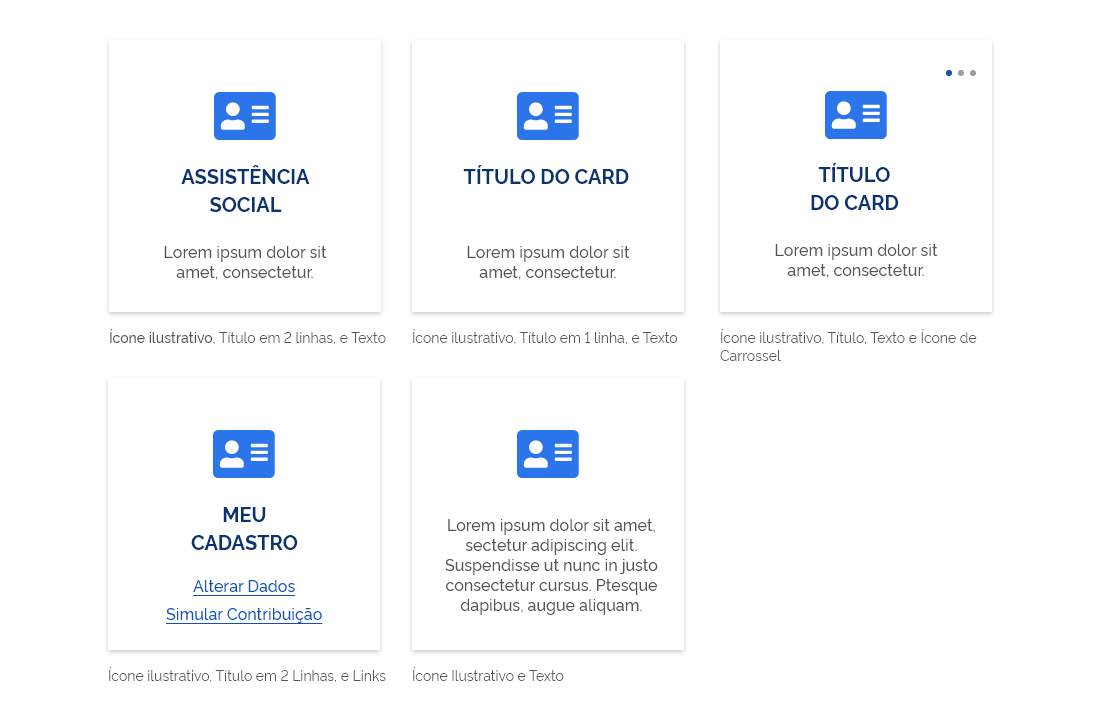 ASSISTÊNCIA
SOCIAL
Lorem ipsum dolor sit
amet, consectetur.
Ícone ilustrativo, Título em 2 linhas, e Texto
TÍTULO DO CARD
Lorem ipsum dolor sit
amet, consectetur.
Ícone ilustrativo, Título em 1 linha, e Texto
TÍTULO
DO CARD
Lorem ipsum dolor sit
amet, consectetur.
Ícone ilustrativo, Título, Texto e Ícone de
Carrossel
MEU
CADASTRO
Alterar Dados
Simular Contribuição
Ícone ilustrativo, Título em 2 Linhas, e Links
Lorem ipsum dolor sit amet,
sectetur adipiscing elit.
Suspendisse ut nunc in justo
consectetur cursus. Ptesque
dapibus, augue aliquam.
Ícone Ilustrativo e Texto